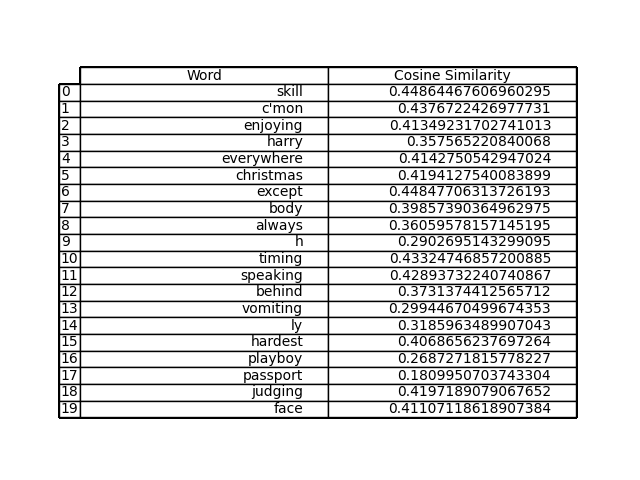 Word Cosine Similarity
0 skill 0.44864467606960295
1 c'mon 0.4376722426977731
2 enjoying 0.41349231702741013
3 harry 0.357565220840068
4 everywhere 0.4142750542947024
5 christmas 0.4194127540083899
6 except 0.44847706313726193
7 body 0.39857390364962975
8 always 0.36059578157145195
9 h 0.2902695143299095
10 timing 0.43324746857200885
11 speaking 0.42893732240740867
12 behind 0.3731374412565712
13 vomiting 0.29944670499674353
14 ly 0.3185963489907043
15 hardest 0.4068656237697264
16 playboy 0.2687271815778227
17 passport 0.1809950703743304
18 judging 0.4197189079067652
19 face 0.41107118618907384